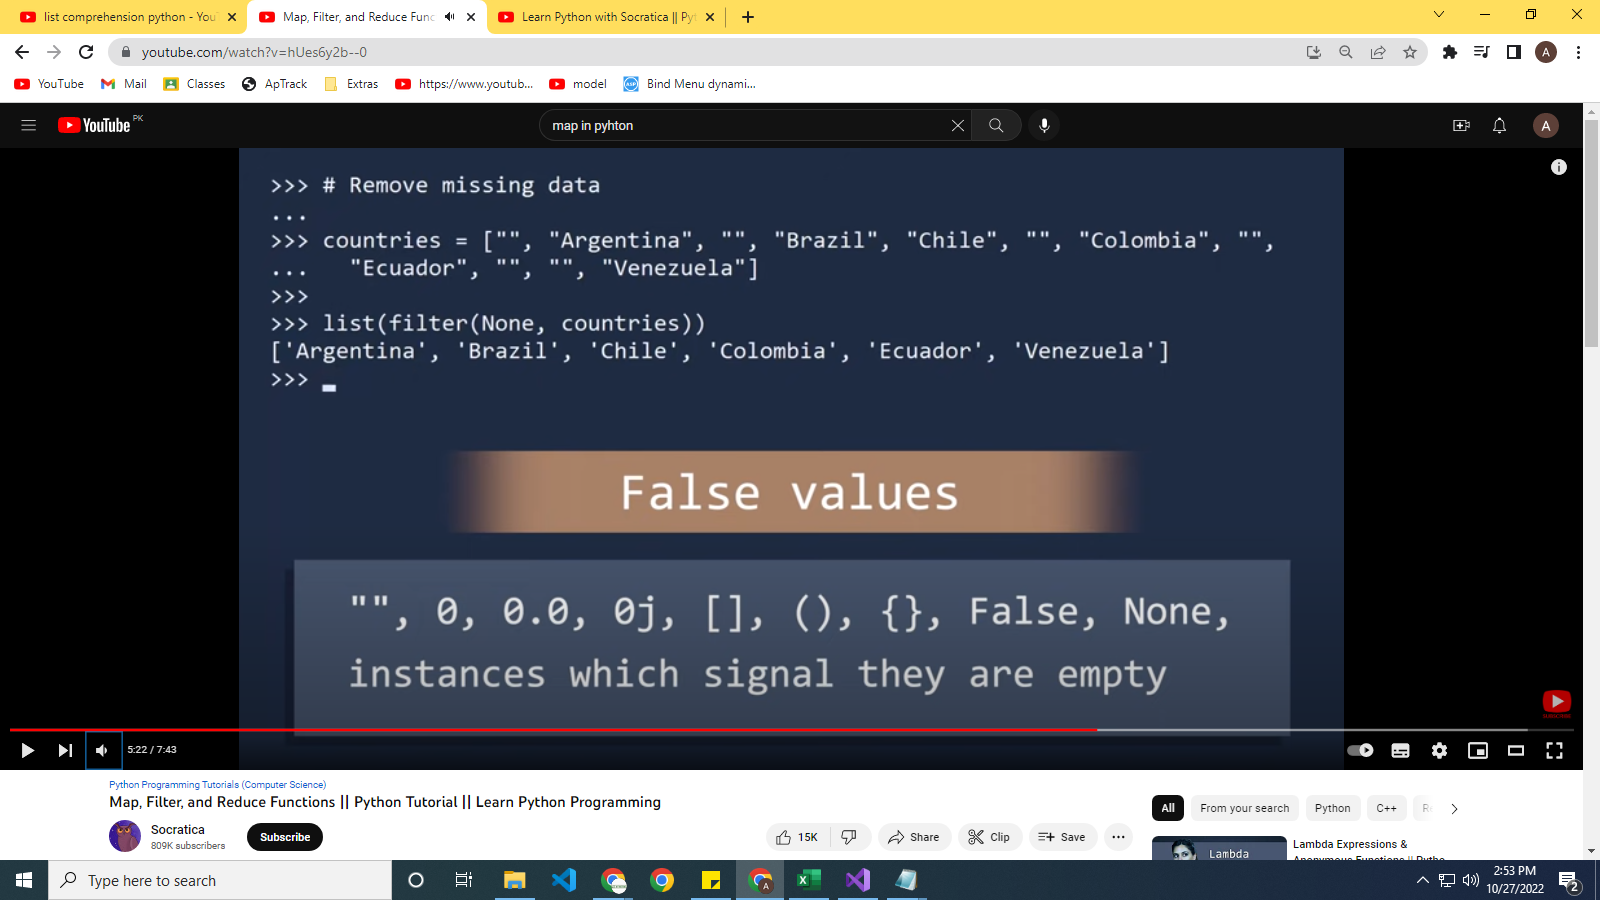 list comprehension python - You
Map, Filter, and Reduce Func
Learn Python with Socratica || Pyt
youtube.com/watch?v=hUes6y2b--0
A
YouTube
Mail
Classes
ApTrack
Extras
https://www.youtub...
model
Bind Menu dynami...
YouTube PK
map in pyhton
A
>>> # Remove missing data
...
>>> countries = ["", "Argentina", "", "Brazil", "Chile", "", "Colombia", "",
... "Ecuador", "", "", "Venezuela"]
>>>
>>> list(filter(None, countries))
['Argentina', 'Brazil', 'Chile', 'Colombia', 'Ecuador', 'Venezuela']
>>>
False values
"", 0, 0.0, 0j, [], (), {}, False, None,
instances which signal they are empty
5:22 / 7:43
Python Programming Tutorials (Computer Science)
Map, Filter, and Reduce Functions || Python Tutorial || Learn Python Programming
Socratica
809K subscribers
Subscribe
15K
Share
Clip
Save
All
From your search
Python
C++
Lambda
Lambda Expressions &
Anonymous Functions || Pytho
Type here to search
2:53 PM
10/27/2022
2